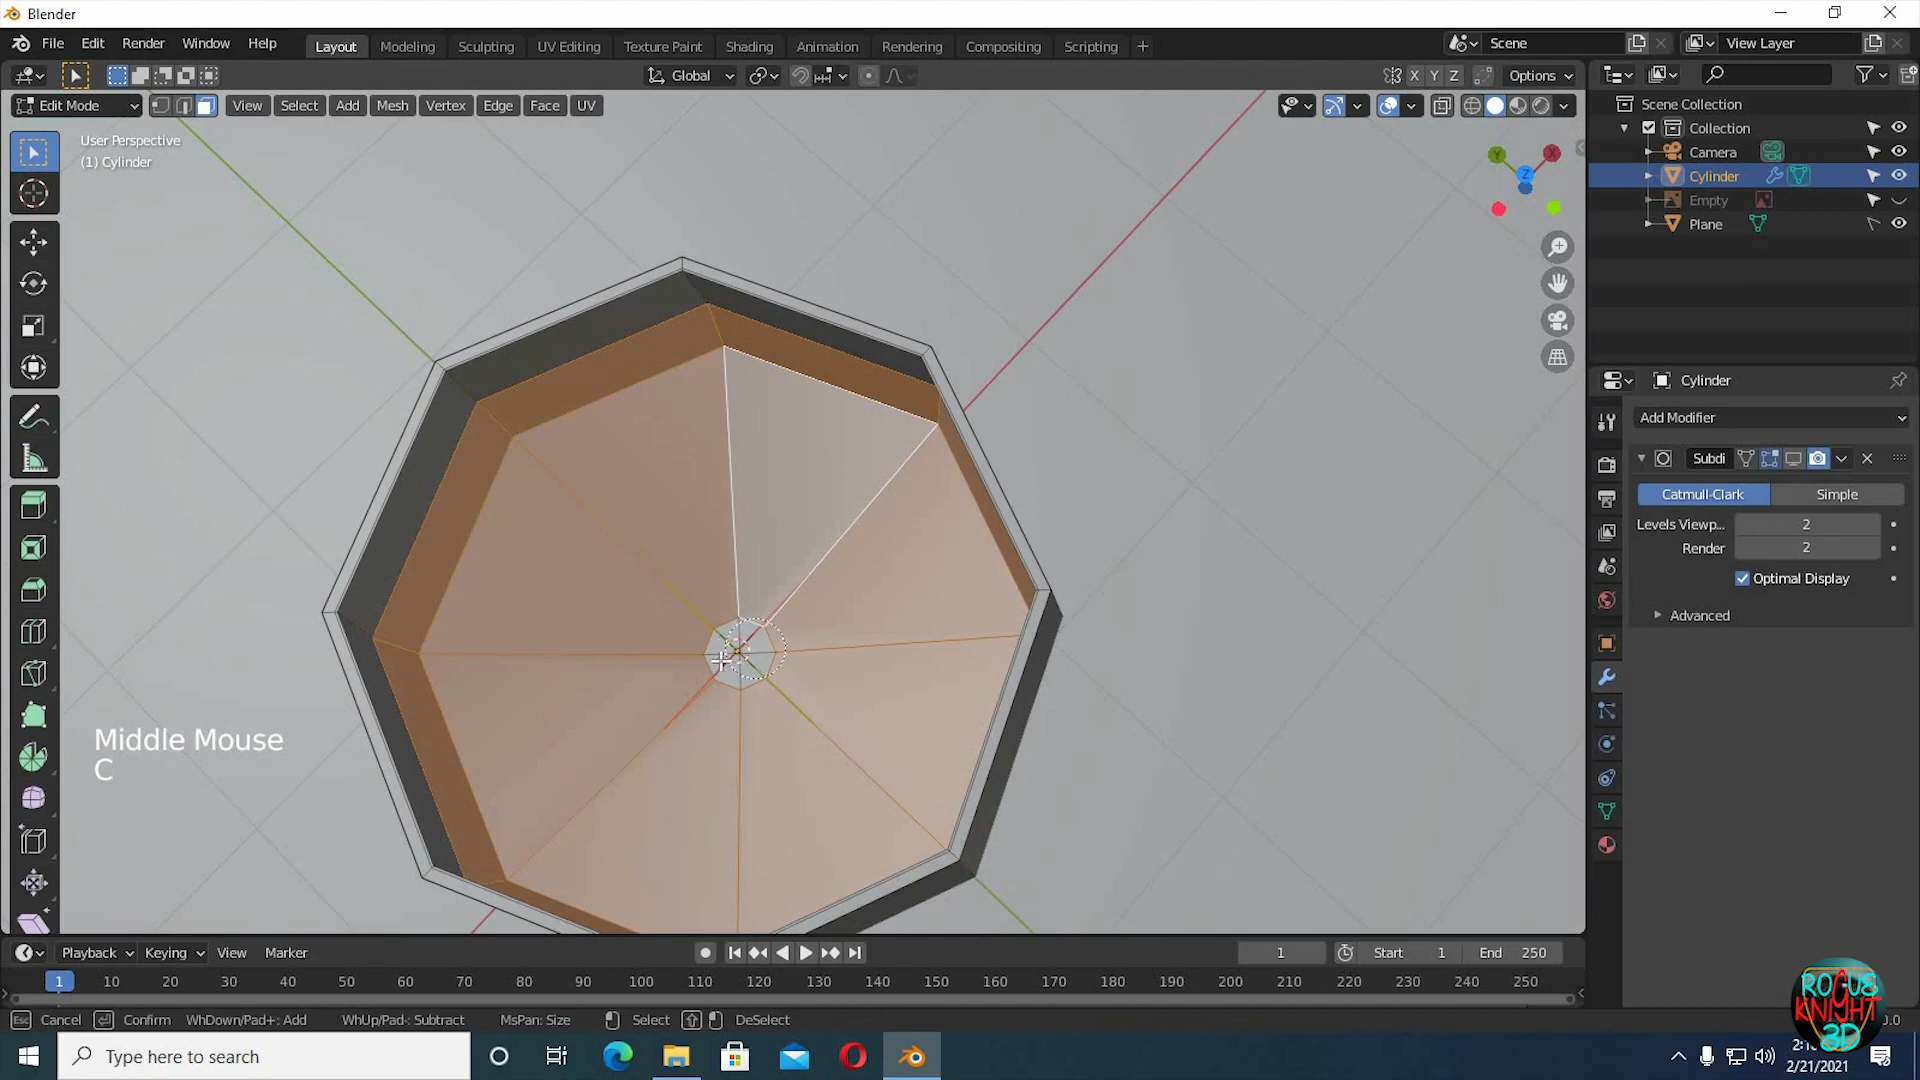 Blender
File Edit Render Window Help
Layout Modeling Sculpting UV Editing Texture Paint Shading Animation Rendering Compositing Scripting
Scene
View Layer
Global
X Y Z
Options
Edit Mode
View Select Add Mesh Vertex Edge Face UV
User Perspective
(1) Cylinder
Y
X
Z
Scene Collection
Collection
Camera
Cylinder
Empty
Plane
Cylinder
Add Modifier
Subdi
Catmull-Clark Simple
Levels Viewp... 2
Render 2
Optimal Display
Advanced
Middle Mouse
C
Playback Keying View Marker
1
Start 1
End 250
1 10 20 30 40 50 60 70 80 90 100 110 120 130 140 150 160 170 180 190 200 210 220 230 240 250
Esc Cancel Confirm WhDown/Pad+: Add WhUp/Pad-: Subtract MsPan: Size Select DeSelect
ROGUE
KNIGHT
3D
Type here to search
2/21/2021